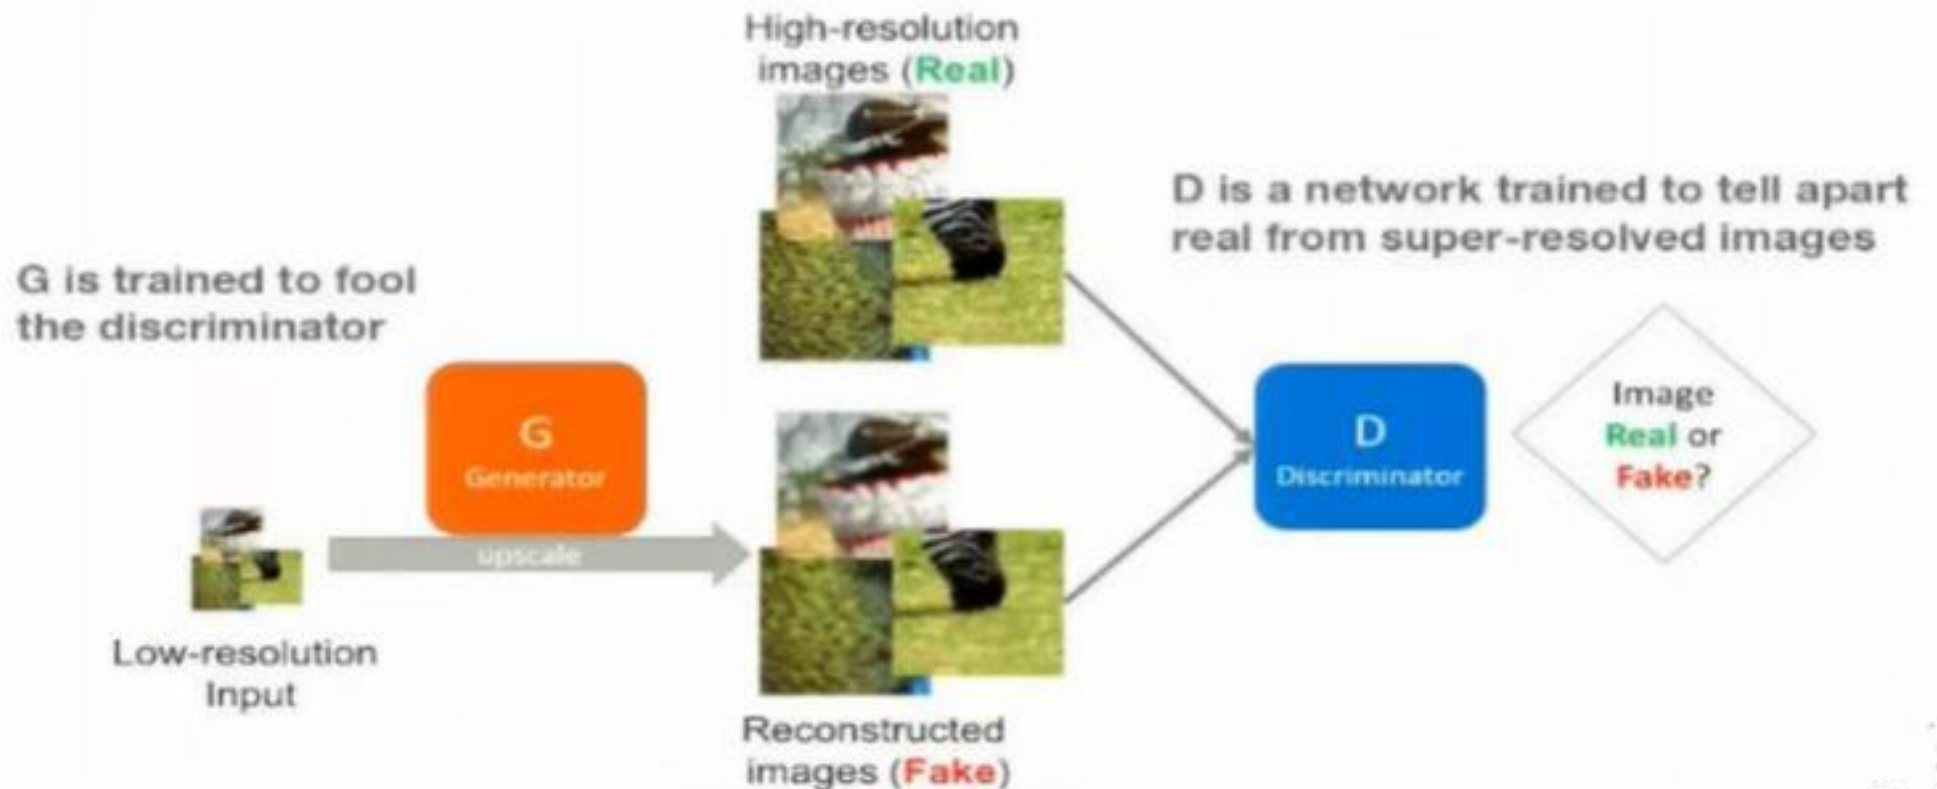 High-resolution
images (Real)
D is a network trained to tell apart
real from super-resolved images
G is trained to fool
the discriminator
G
Generator
upscale
D
Discriminator
Image
Real or
Fake?
Low-resolution
Input
Reconstructed
images (Fake)